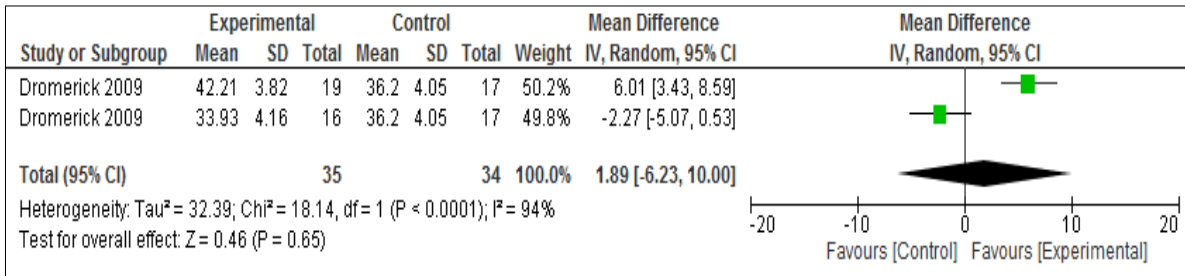 Experimental Control Mean Difference Mean Difference
Study or Subgroup Mean SD Total Mean SD Total Weight IV, Random, 95% CI IV, Random, 95% CI
Dromerick 2009 42.21 3.82 19 36.2 4.05 17 50.2% 6.01 [3.43, 8.59]
Dromerick 2009 33.93 4.16 16 36.2 4.05 17 49.8% -2.27 [-5.07, 0.53]
Total (95% CI) 35 34 100.0% 1.89 [-6.23, 10.00]
Heterogeneity: Tau² = 32.39; Chi² = 18.14, df = 1 (P < 0.0001); I² = 94%
Test for overall effect: Z = 0.46 (P = 0.65)
-20 -10 0 10 20
Favours [Control] Favours [Experimental]